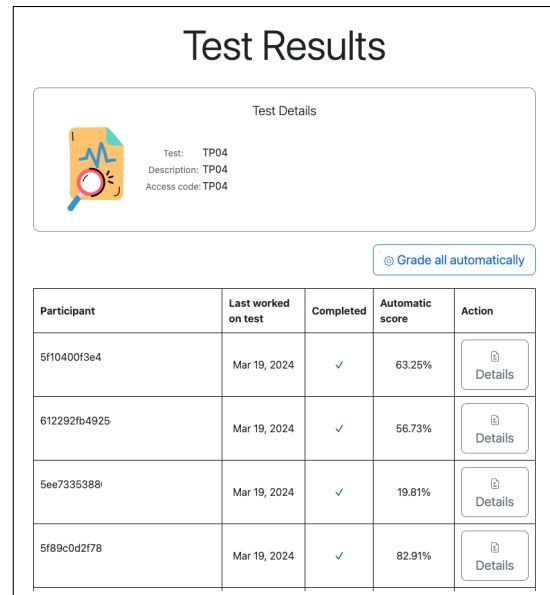 Test Results
Test Details
Test: TP04
Description: TP04
Access code: TP04
Grade all automatically
Participant Last worked on test Completed Automatic score Action
5f10400f3e4 Mar 19, 2024 ✓ 63.25% Details
612292fb4925 Mar 19, 2024 ✓ 56.73% Details
5ee7335388 Mar 19, 2024 ✓ 19.81% Details
5f89c0d2f78 Mar 19, 2024 ✓ 82.91% Details